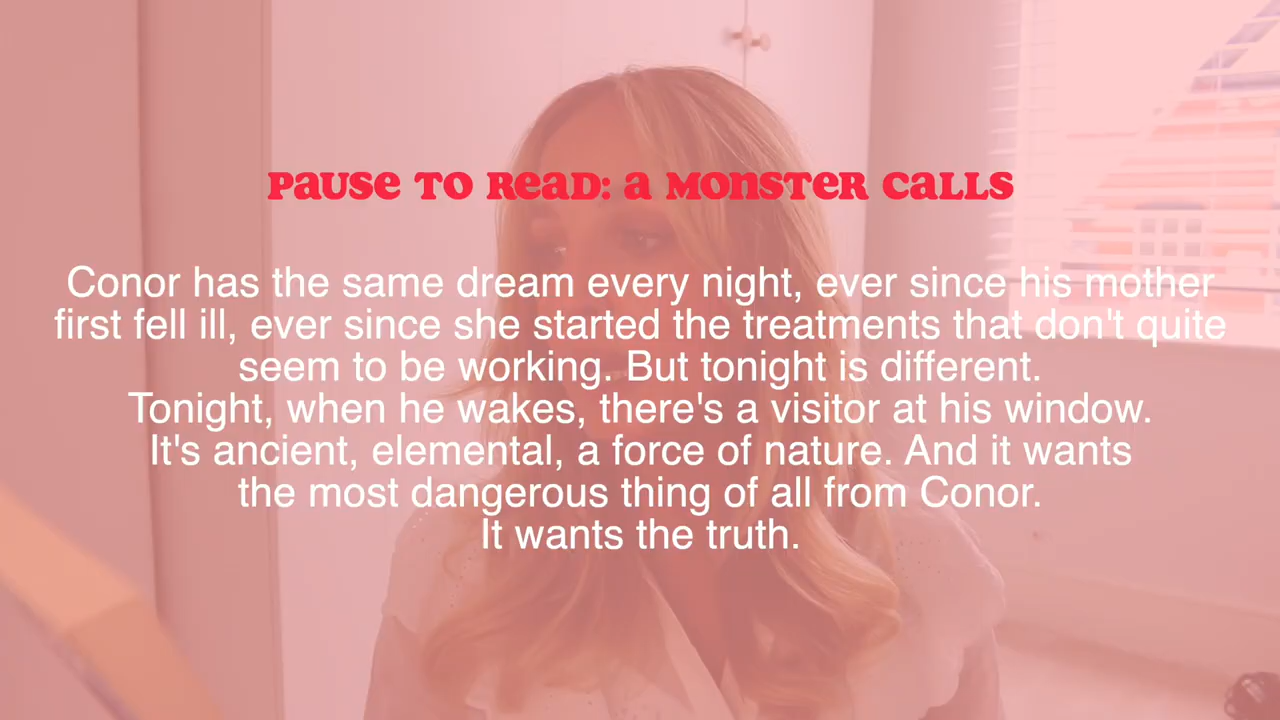 PAUSE TO READ: A MONSTER CALLS
Conor has the same dream every night, ever since his mother
first fell ill, ever since she started the treatments that don't quite
seem to be working. But tonight is different.
Tonight, when he wakes, there's a visitor at his window.
It's ancient, elemental, a force of nature. And it wants
the most dangerous thing of all from Conor.
It wants the truth.